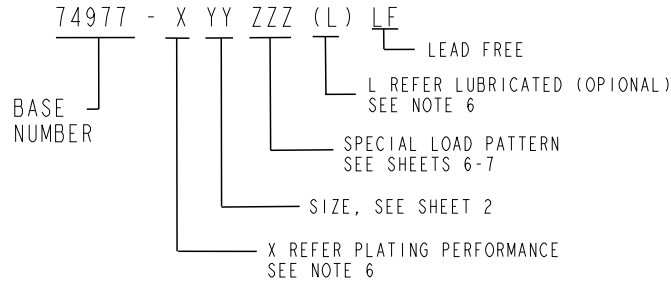 74977 - X YY ZZZ (L) LF
LEAD FREE
L REFER LUBRICATED (OPIONAL)
SEE NOTE 6
BASE
NUMBER
SPECIAL LOAD PATTERN
SEE SHEETS 6-7
SIZE, SEE SHEET 2
X REFER PLATING PERFORMANCE
SEE NOTE 6